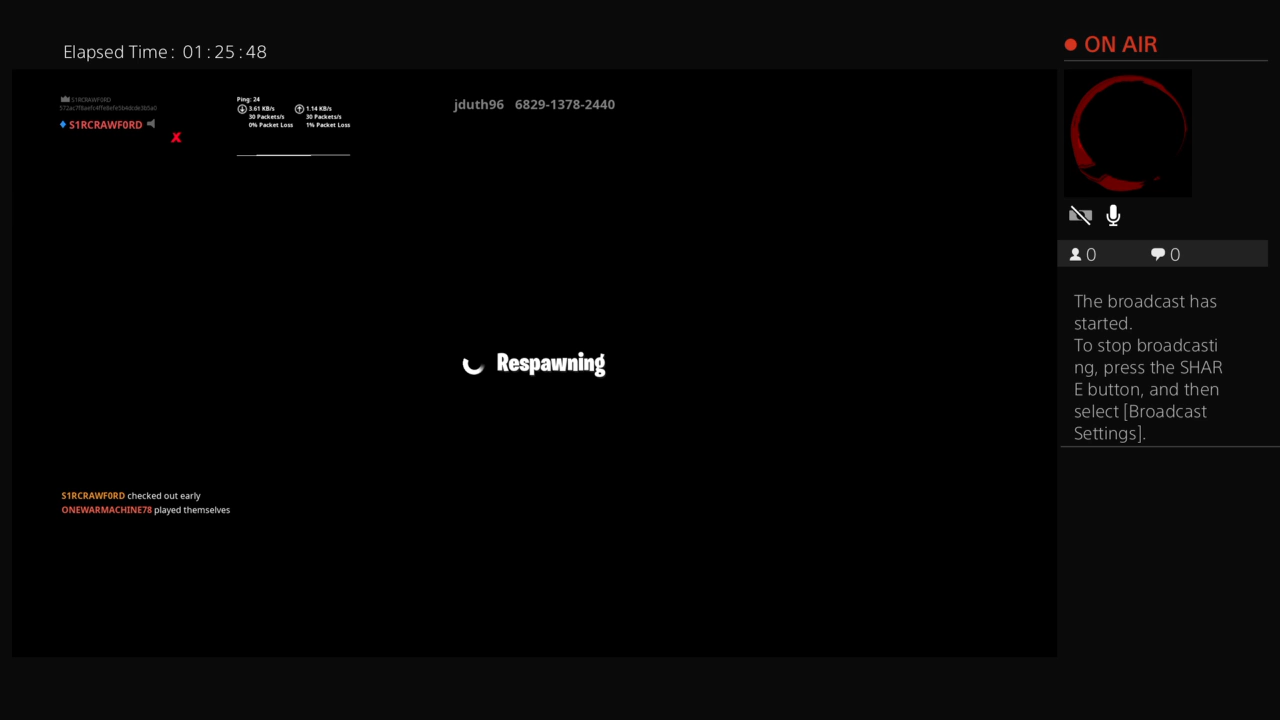 Elapsed Time: 01:25:48
ON AIR
S1RCRAWF0RD
S1RCRAWF0RD
X
Ping: 24
3.61 KB/s 1.14 KB/s
30 Packets/s 30 Packets/s
0% Packet Loss 1% Packet Loss
jduth96 6829-1378-2440
0 0
The broadcast has
started.
To stop broadcasti
ng, press the SHAR
E button, and then
select [Broadcast
Settings].
Respawning
S1RCRAWF0RD checked out early
ONEWARMACHINE78 played themselves